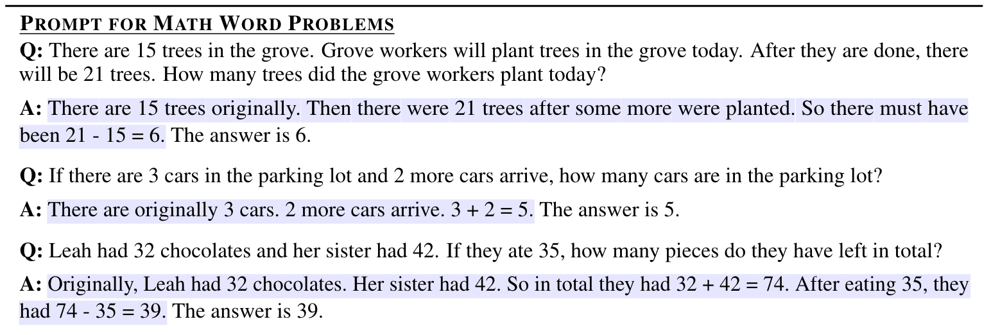 PROMPT FOR MATH WORD PROBLEMS
Q: There are 15 trees in the grove. Grove workers will plant trees in the grove today. After they are done, there
will be 21 trees. How many trees did the grove workers plant today?
A: There are 15 trees originally. Then there were 21 trees after some more were planted. So there must have
been 21 - 15 = 6. The answer is 6.
Q: If there are 3 cars in the parking lot and 2 more cars arrive, how many cars are in the parking lot?
A: There are originally 3 cars. 2 more cars arrive. 3 + 2 = 5. The answer is 5.
Q: Leah had 32 chocolates and her sister had 42. If they ate 35, how many pieces do they have left in total?
A: Originally, Leah had 32 chocolates. Her sister had 42. So in total they had 32 + 42 = 74. After eating 35, they
had 74 - 35 = 39. The answer is 39.